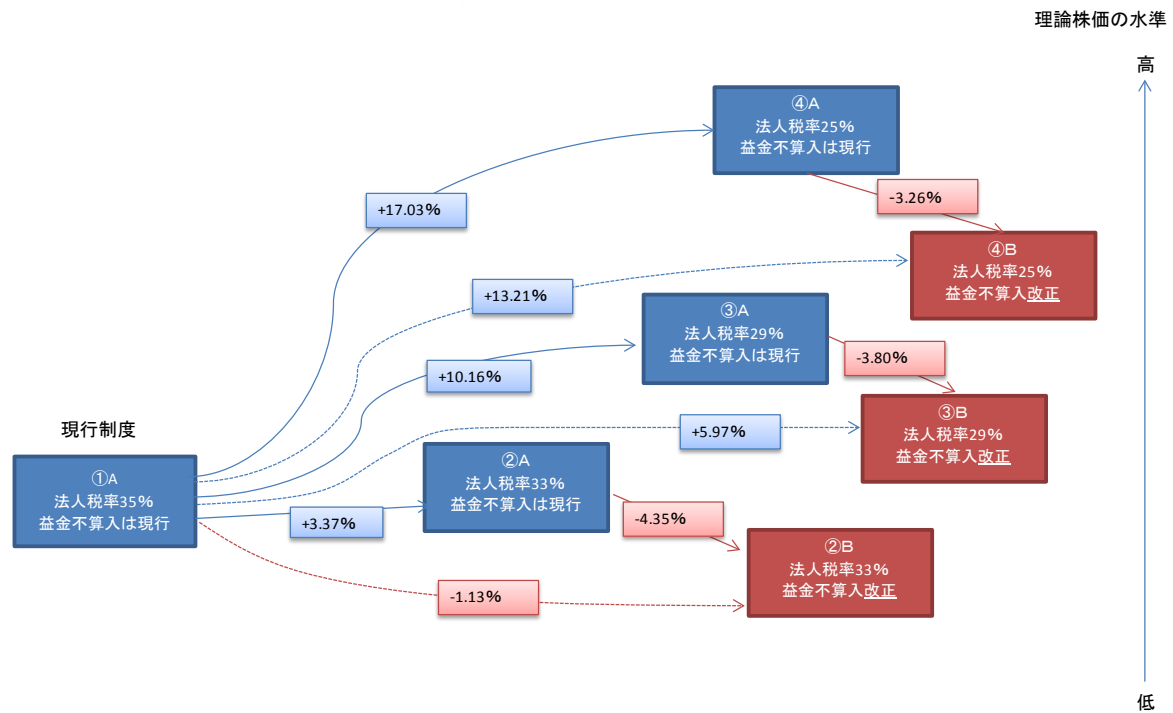 理論株価の水準
高
④A
法人税率25%
益金不算入は現行
-3.26%
+17.03%
④B
法人税率25%
益金不算入改正
+13.21%
③A
法人税率29%
益金不算入は現行
-3.80%
+10.16%
③B
法人税率29%
益金不算入改正
+5.97%
現行制度
①A
法人税率35%
益金不算入は現行
②A
法人税率33%
益金不算入は現行
+3.37%
-4.35%
②B
法人税率33%
益金不算入改正
-1.13%
低